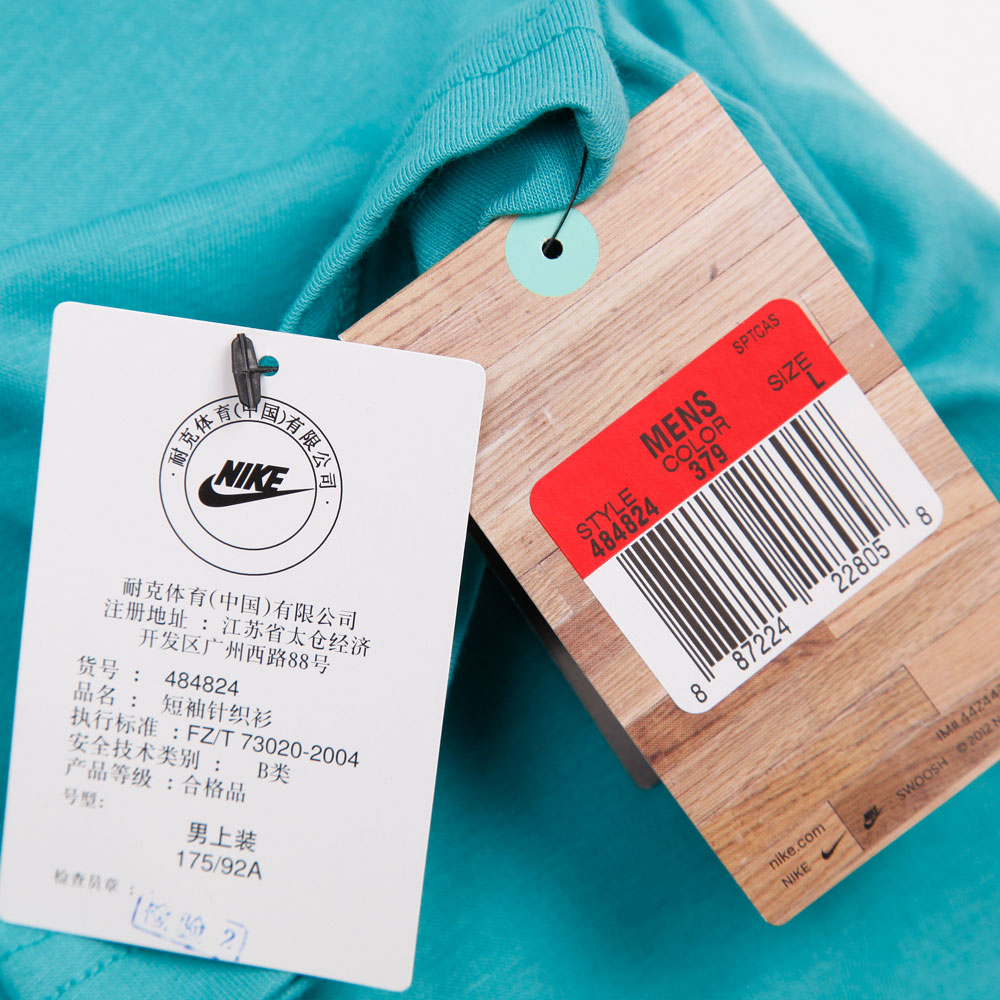 耐克体育(中国)有限公司
NIKE
耐克体育(中国)有限公司
注册地址：江苏省太仓经济
开发区广州西路88号
货号： 484824
品名： 短袖针织衫
执行标准：FZ/T 73020-2004
安全技术类别： B类
产品等级：合格品
号型:
男上装
175/92A
检查员章：
检验 2
SPTCAS
MENS
SIZE
L
COLOR
379
STYLE
484824
8 87224 22805 8
nike.com
NIKE
SWOOSH
©2012